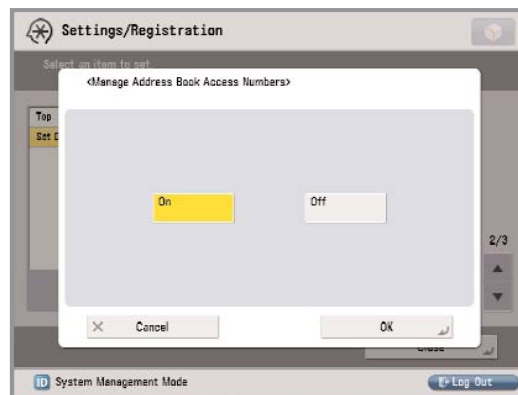 Settings/Registration
Select an item to set.
<Manage Address Book Access Numbers>
Top
Set D
On
Off
2/3
Cancel
OK
Close
ID System Management Mode
Log Out